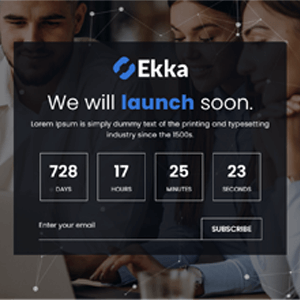 Ekka
We will launch soon.
Lorem Ipsum is simply dummy text of the printing and typesetting
industry since the 1500s.
728 17 25 23
DAYS HOURS MINUTES SECONDS
Enter your email SUBSCRIBE